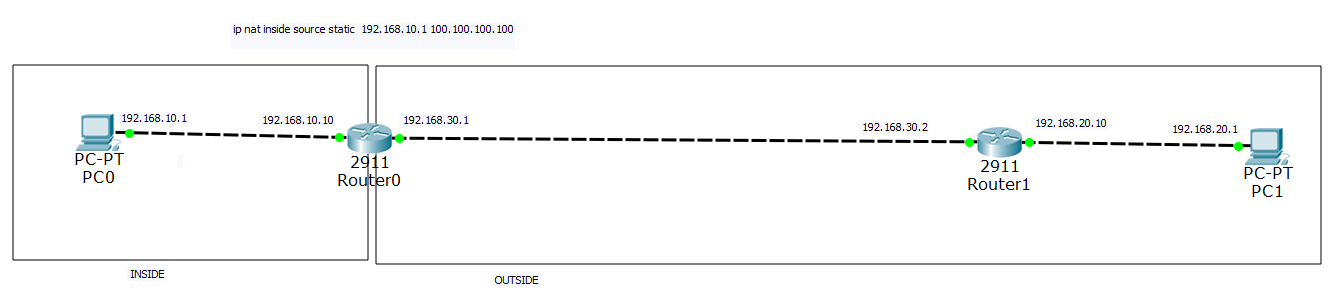 ip nat inside source static 192.168.10.1 100.100.100.100
192.168.10.1
192.168.10.10
192.168.30.1
192.168.30.2
192.168.20.10
192.168.20.1
PC-PT
PC0
2911
Router0
2911
Router1
PC-PT
PC1
INSIDE
OUTSIDE